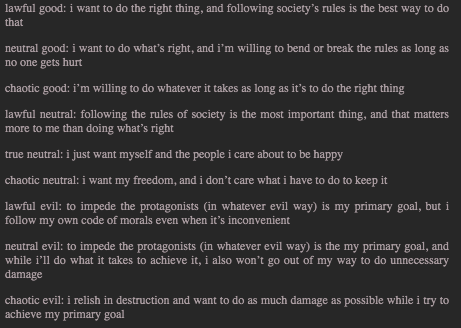 lawful good: i want to do the right thing, and following society’s rules is the best way to do
that
neutral good: i want to do what’s right, and i’m willing to bend or break the rules as long as
no one gets hurt
chaotic good: i’m willing to do whatever it takes as long as it’s to do the right thing
lawful neutral: following the rules of society is the most important thing, and that matters
more to me than doing what’s right
true neutral: i just want myself and the people i care about to be happy
chaotic neutral: i want my freedom, and i don’t care what i have to do to keep it
lawful evil: to impede the protagonists (in whatever evil way) is my primary goal, but i
follow my own code of morals even when it’s inconvenient
neutral evil: to impede the protagonists (in whatever evil way) is the my primary goal, and
while i’ll do what it takes to achieve it, i also won’t go out of my way to do unnecessary
damage
chaotic evil: i relish in destruction and want to do as much damage as possible while i try to
achieve my primary goal